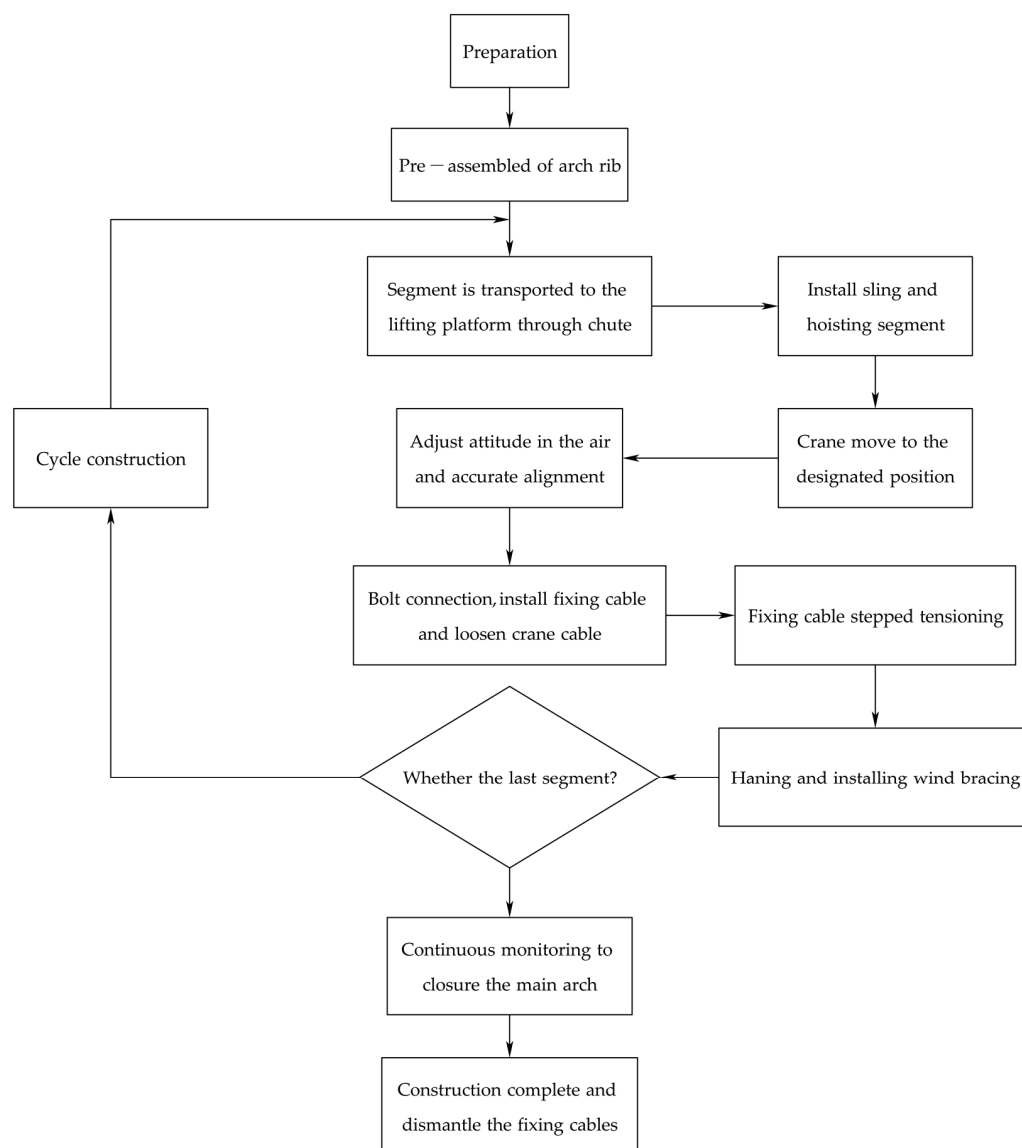 Preparation
Pre－assembled of arch rib
Segment is transported to the
lifting platform through chute
Install sling and
hoisting segment
Cycle construction
Adjust attitude in the air
and accurate alignment
Crane move to the
designated position
Bolt connection,install fixing cable
and loosen crane cable
Fixing cable stepped tensioning
Whether the last segment?
Haning and installing wind bracing
Continuous monitoring to
closure the main arch
Construction complete and
dismantle the fixing cables